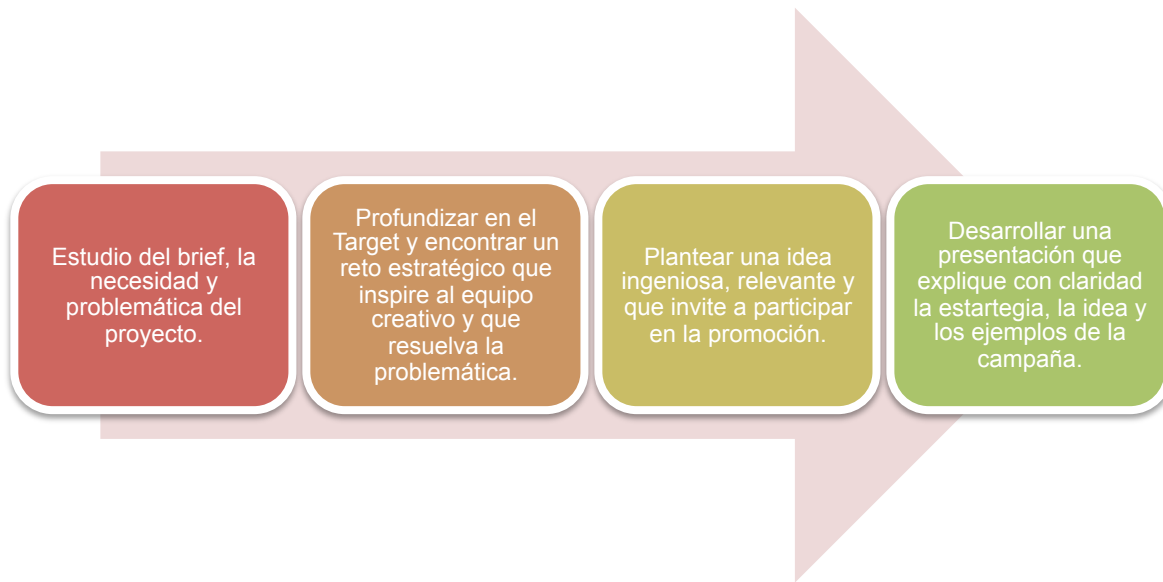 Estudio del brief, la
necesidad y
problemática del
proyecto.
Profundizar en el
Target y encontrar un
reto estratégico que
inspire al equipo
creativo y que
resuelva la
problemática.
Plantear una idea
ingeniosa, relevante y
que invite a participar
en la promoción.
Desarrollar una
presentación que
explique con claridad
la estartegia, la idea y
los ejemplos de la
campaña.